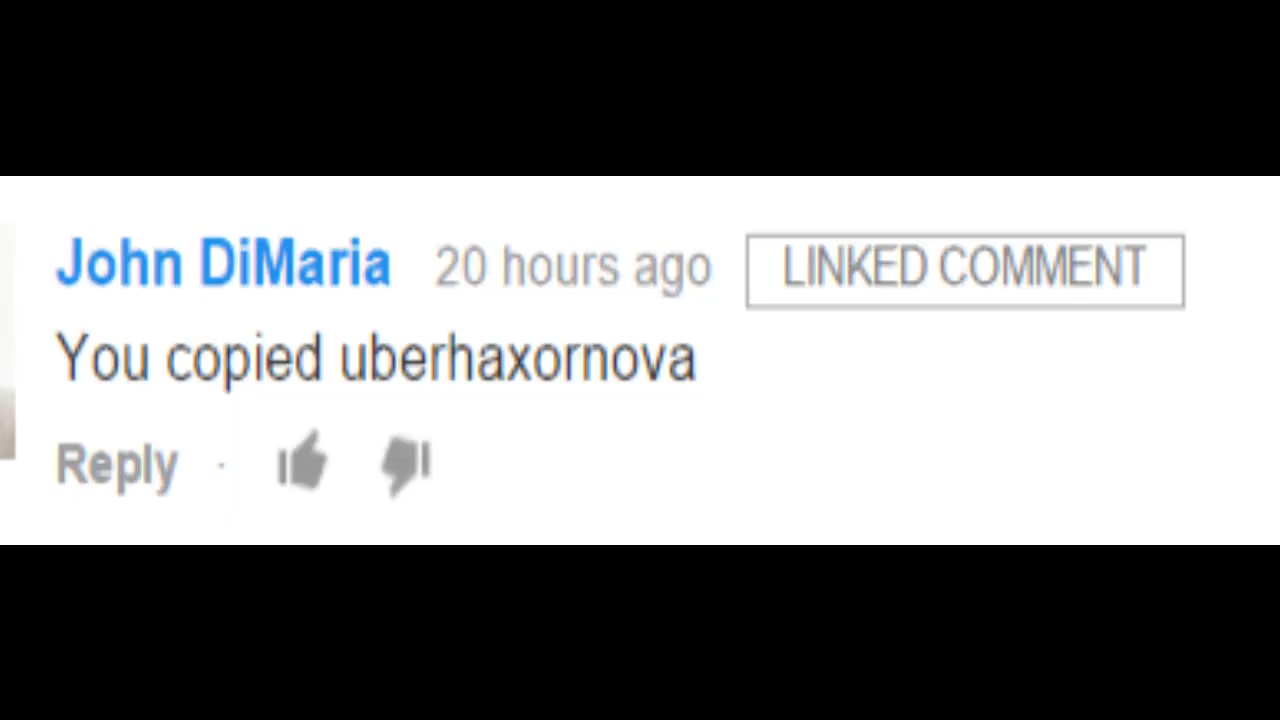 John DiMaria 20 hours ago LINKED COMMENT
You copied uberhaxornova
Reply ·